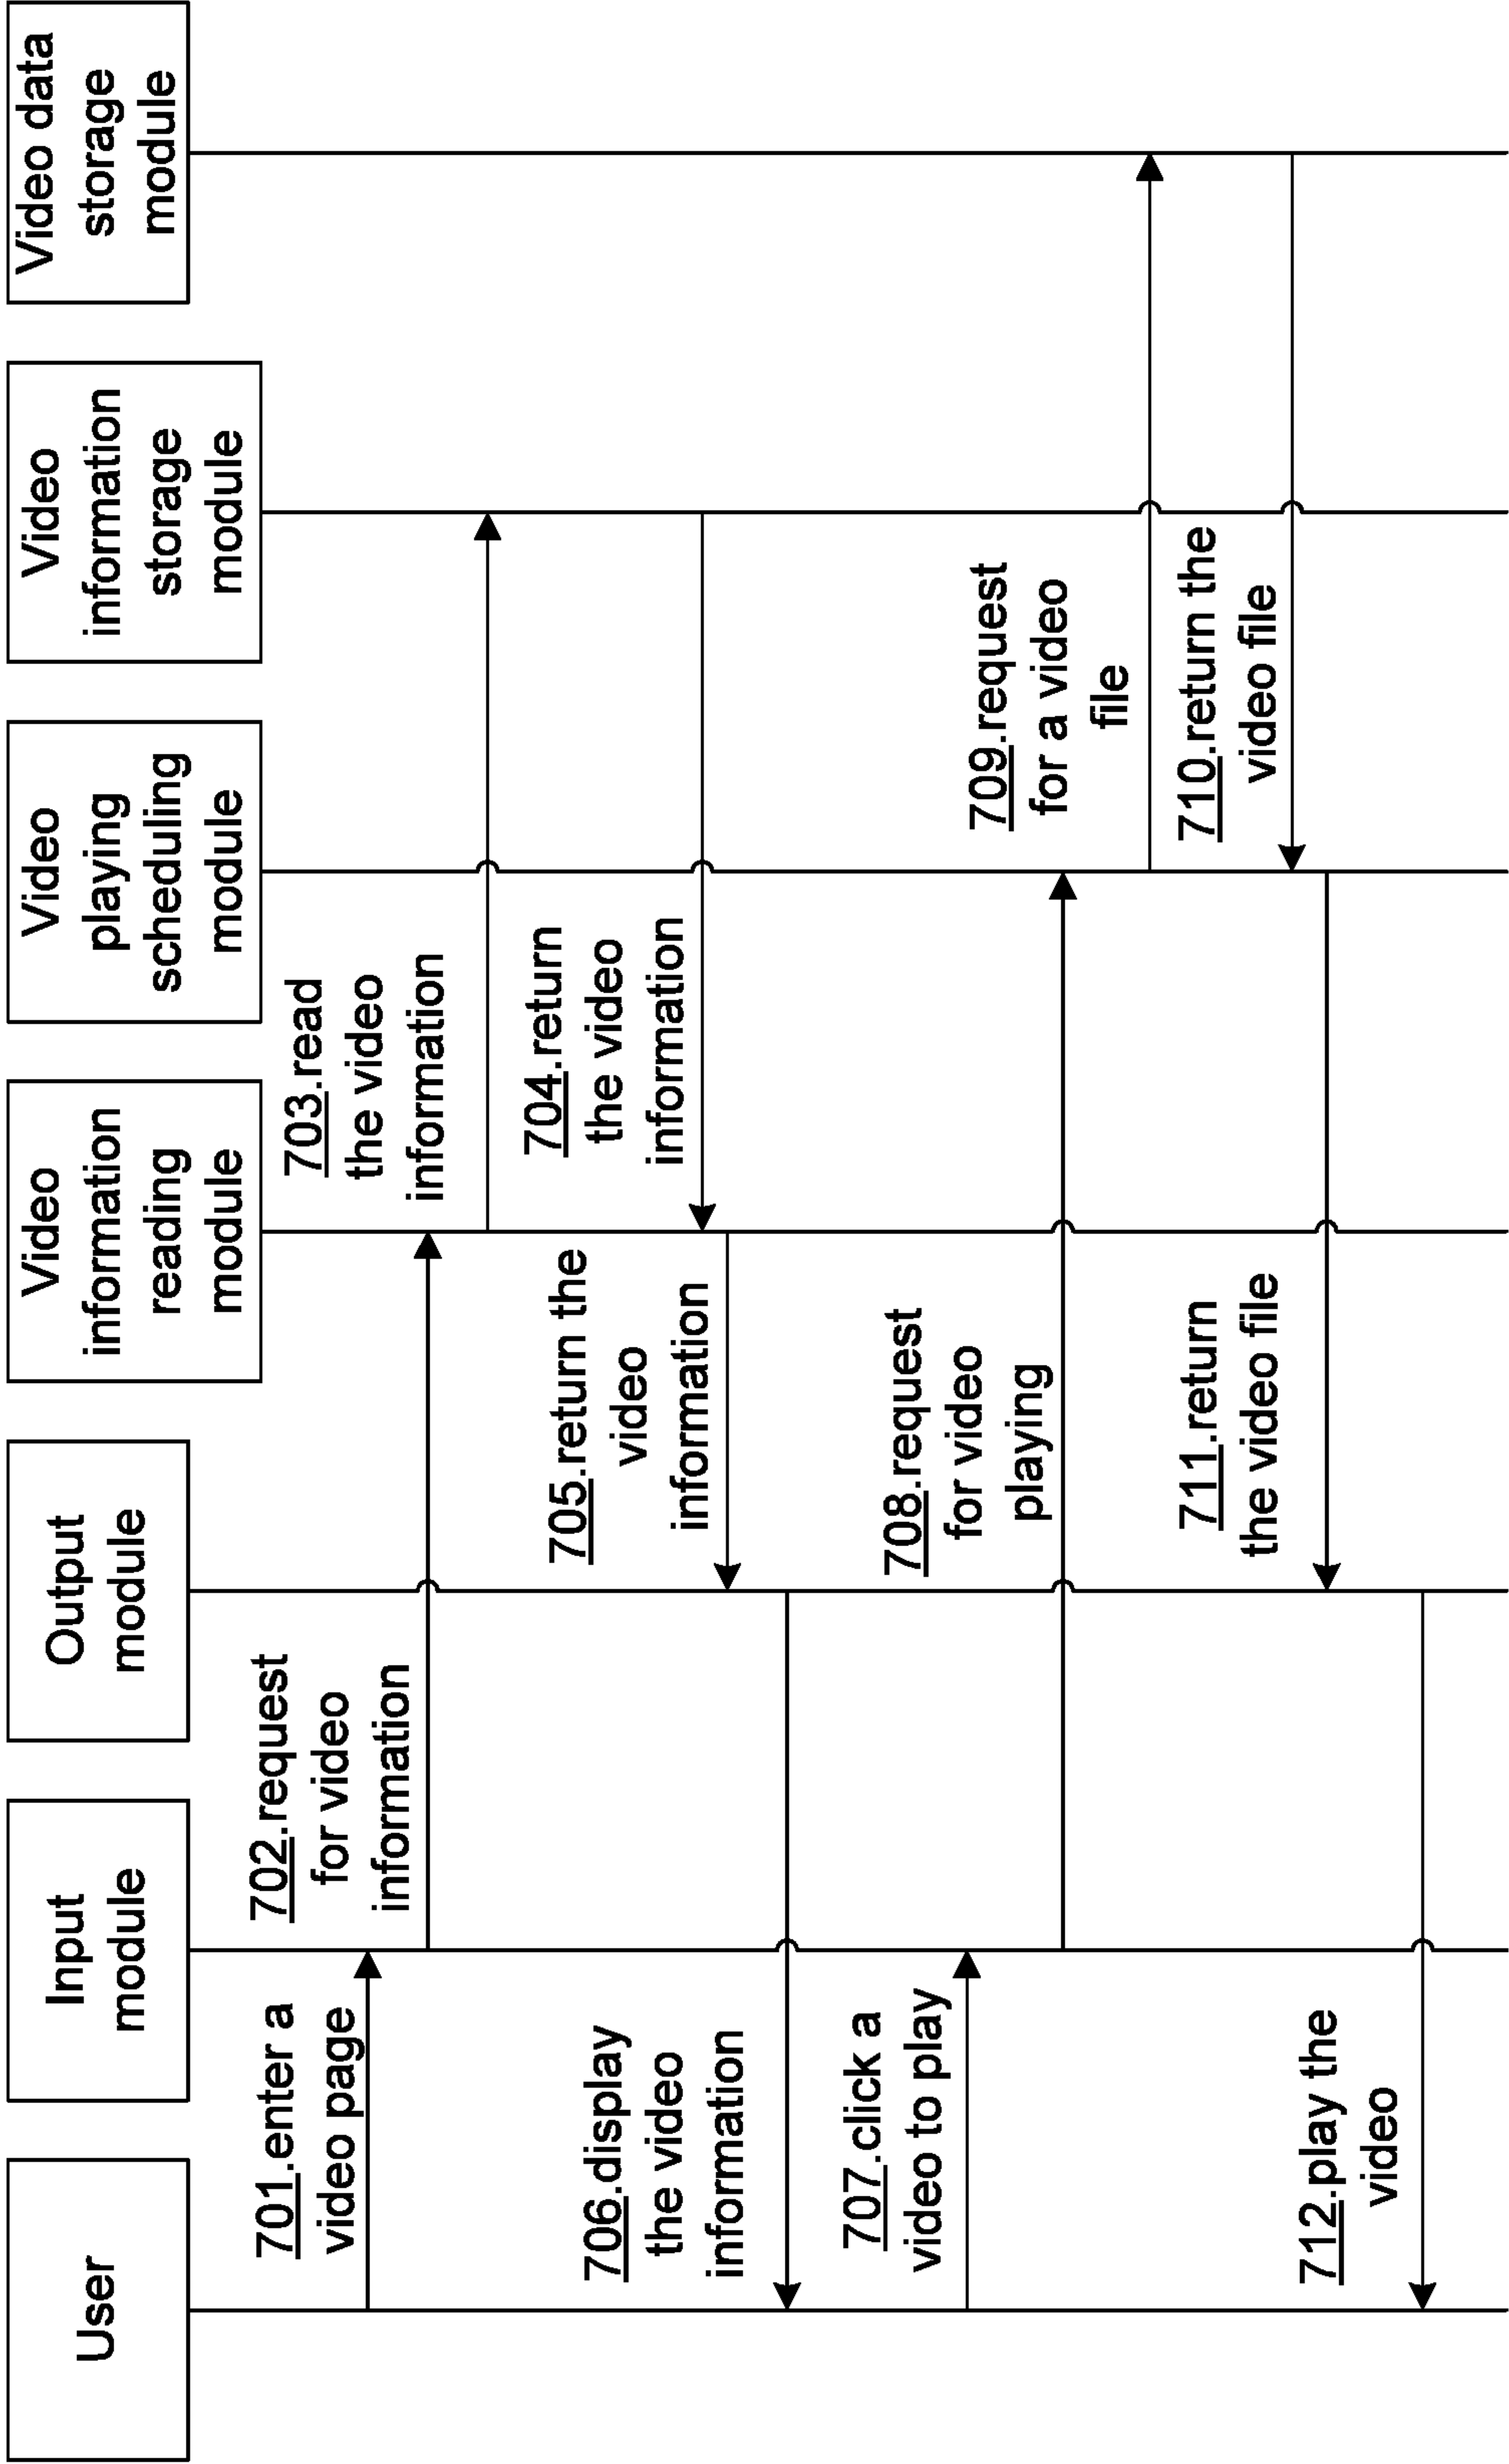 User
Input
module
Output
module
Video
information
reading
module
Video
playing
scheduling
module
Video
information
storage
module
Video data
storage
module
701.enter a
video page
702.request
for video
information
703.read
the video
information
704.return
the video
information
705.return the
video
information
706.display
the video
information
707.click a
video to play
708.request
for video
playing
709.request
for a video
file
710.return the
video file
711.return
the video file
712.play the
video